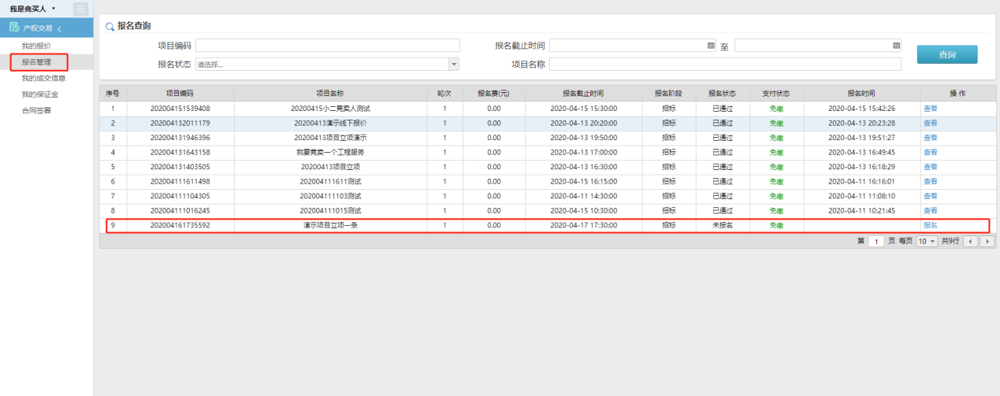 我是竞买人
产权交易
我的报价
报名管理
我的成交信息
我的保证金
合同签署
报名查询
项目编码 报名截止时间 至
报名状态 请选择... 项目名称 查询
序号 项目编码 项目名称 轮次 报名费(元) 报名截止时间 报名阶段 报名状态 支付状态 报名时间 操 作
1 202004151539408 20200415小二竞卖人测试 1 0.00 2020-04-15 15:30:00 招标 已通过 免缴 2020-04-15 15:42:26 查看
2 202004132011179 20200413演示线下报价 1 0.00 2020-04-13 20:20:00 招标 已通过 免缴 2020-04-13 20:23:28 查看
3 202004131946396 20200413项目立项演示 1 0.00 2020-04-13 19:50:00 招标 已通过 免缴 2020-04-13 19:51:27 查看
4 202004131643158 我要竞卖一个工程服务 1 0.00 2020-04-13 17:00:00 招标 已通过 免缴 2020-04-13 16:49:45 查看
5 202004131403505 20200413项目立项 1 0.00 2020-04-13 16:30:00 招标 已通过 免缴 2020-04-13 16:18:29 查看
6 202004111611498 202004111611测试 1 0.00 2020-04-15 16:15:00 招标 已通过 免缴 2020-04-11 16:16:01 查看
7 202004111104305 202004111103测试 1 0.00 2020-04-11 14:30:00 招标 已通过 免缴 2020-04-11 11:08:10 查看
8 202004111016245 202004111015测试 1 0.00 2020-04-15 10:30:00 招标 已通过 免缴 2020-04-11 10:21:45 查看
9 202004161735592 演示项目立项一条 1 0.00 2020-04-17 17:30:00 招标 未报名 免缴 报名
第 1 页 每页 10 共9行